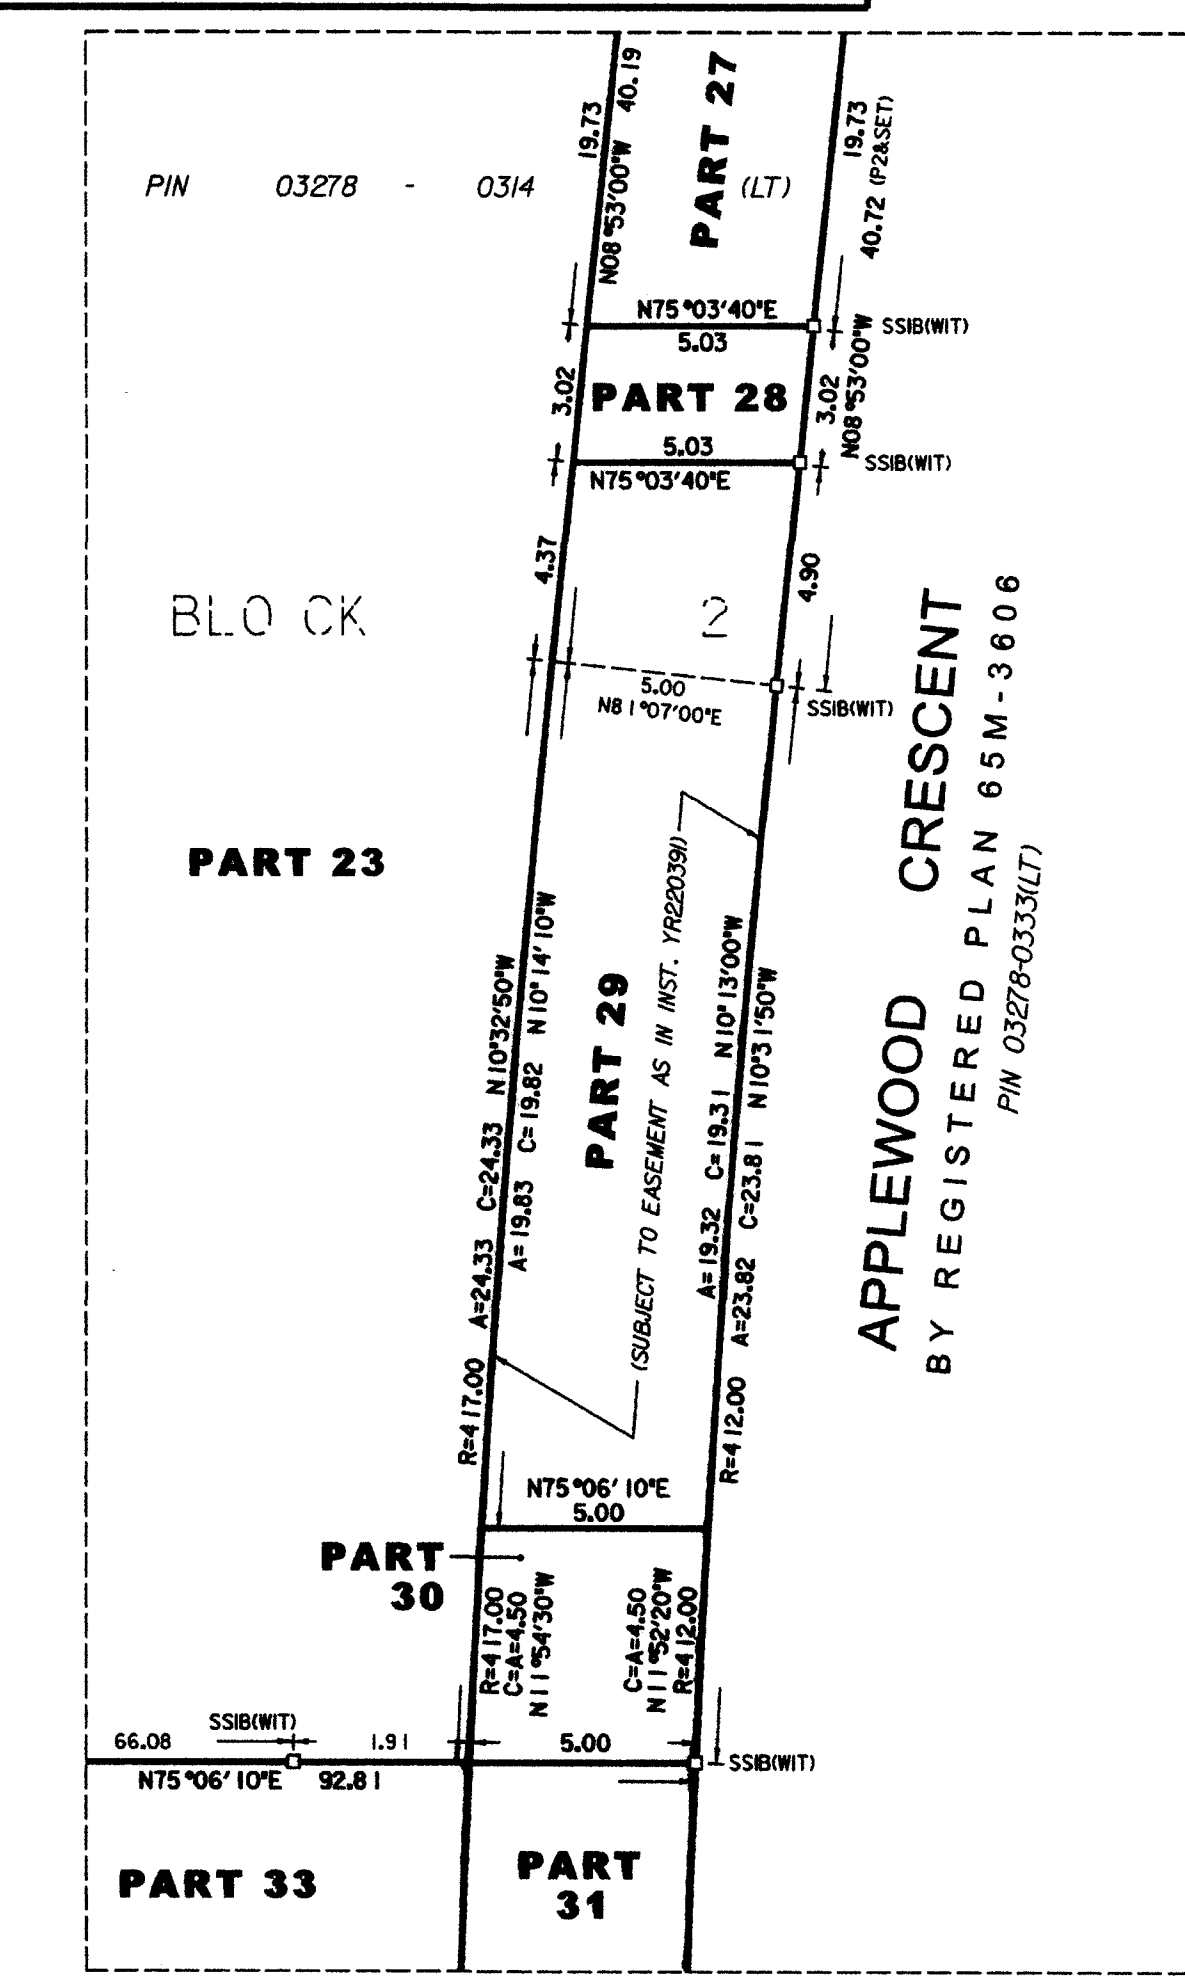 19.73
40.19
N08°53'00"W
PART 27
19.73
40.72 (P2&SET)
PIN 03278 - 0314 (LT)
N75°03'40"E
5.03
SSIB(WIT)
3.02
PART 28
3.02
N08°53'00"W
5.03
N75°03'40"E
SSIB(WIT)
4.37
4.90
BLOCK 2
5.00
N81°07'00"E
SSIB(WIT)
PART 23
APPLEWOOD CRESCENT
BY REGISTERED PLAN 65M-3606
PIN 03278-0333(LT)
R=417.00 A=24.33 C=24.33 N10°32'50"W
A=19.83 C=19.82 N10°14'10"W
PART 29
(SUBJECT TO EASEMENT AS IN INST. YR220391)
A=19.32 C=19.31 N10°13'00"W
R=412.00 A=23.82 C=23.81 N10°31'50"W
N75°06'10"E
5.00
PART
30
R=417.00
C=A=4.50
N11°54'30"W
C=A=4.50
N11°52'20"W
R=412.00
SSIB(WIT)
66.08 1.91 5.00
SSIB(WIT)
N75°06'10"E 92.81
PART 33
PART
31